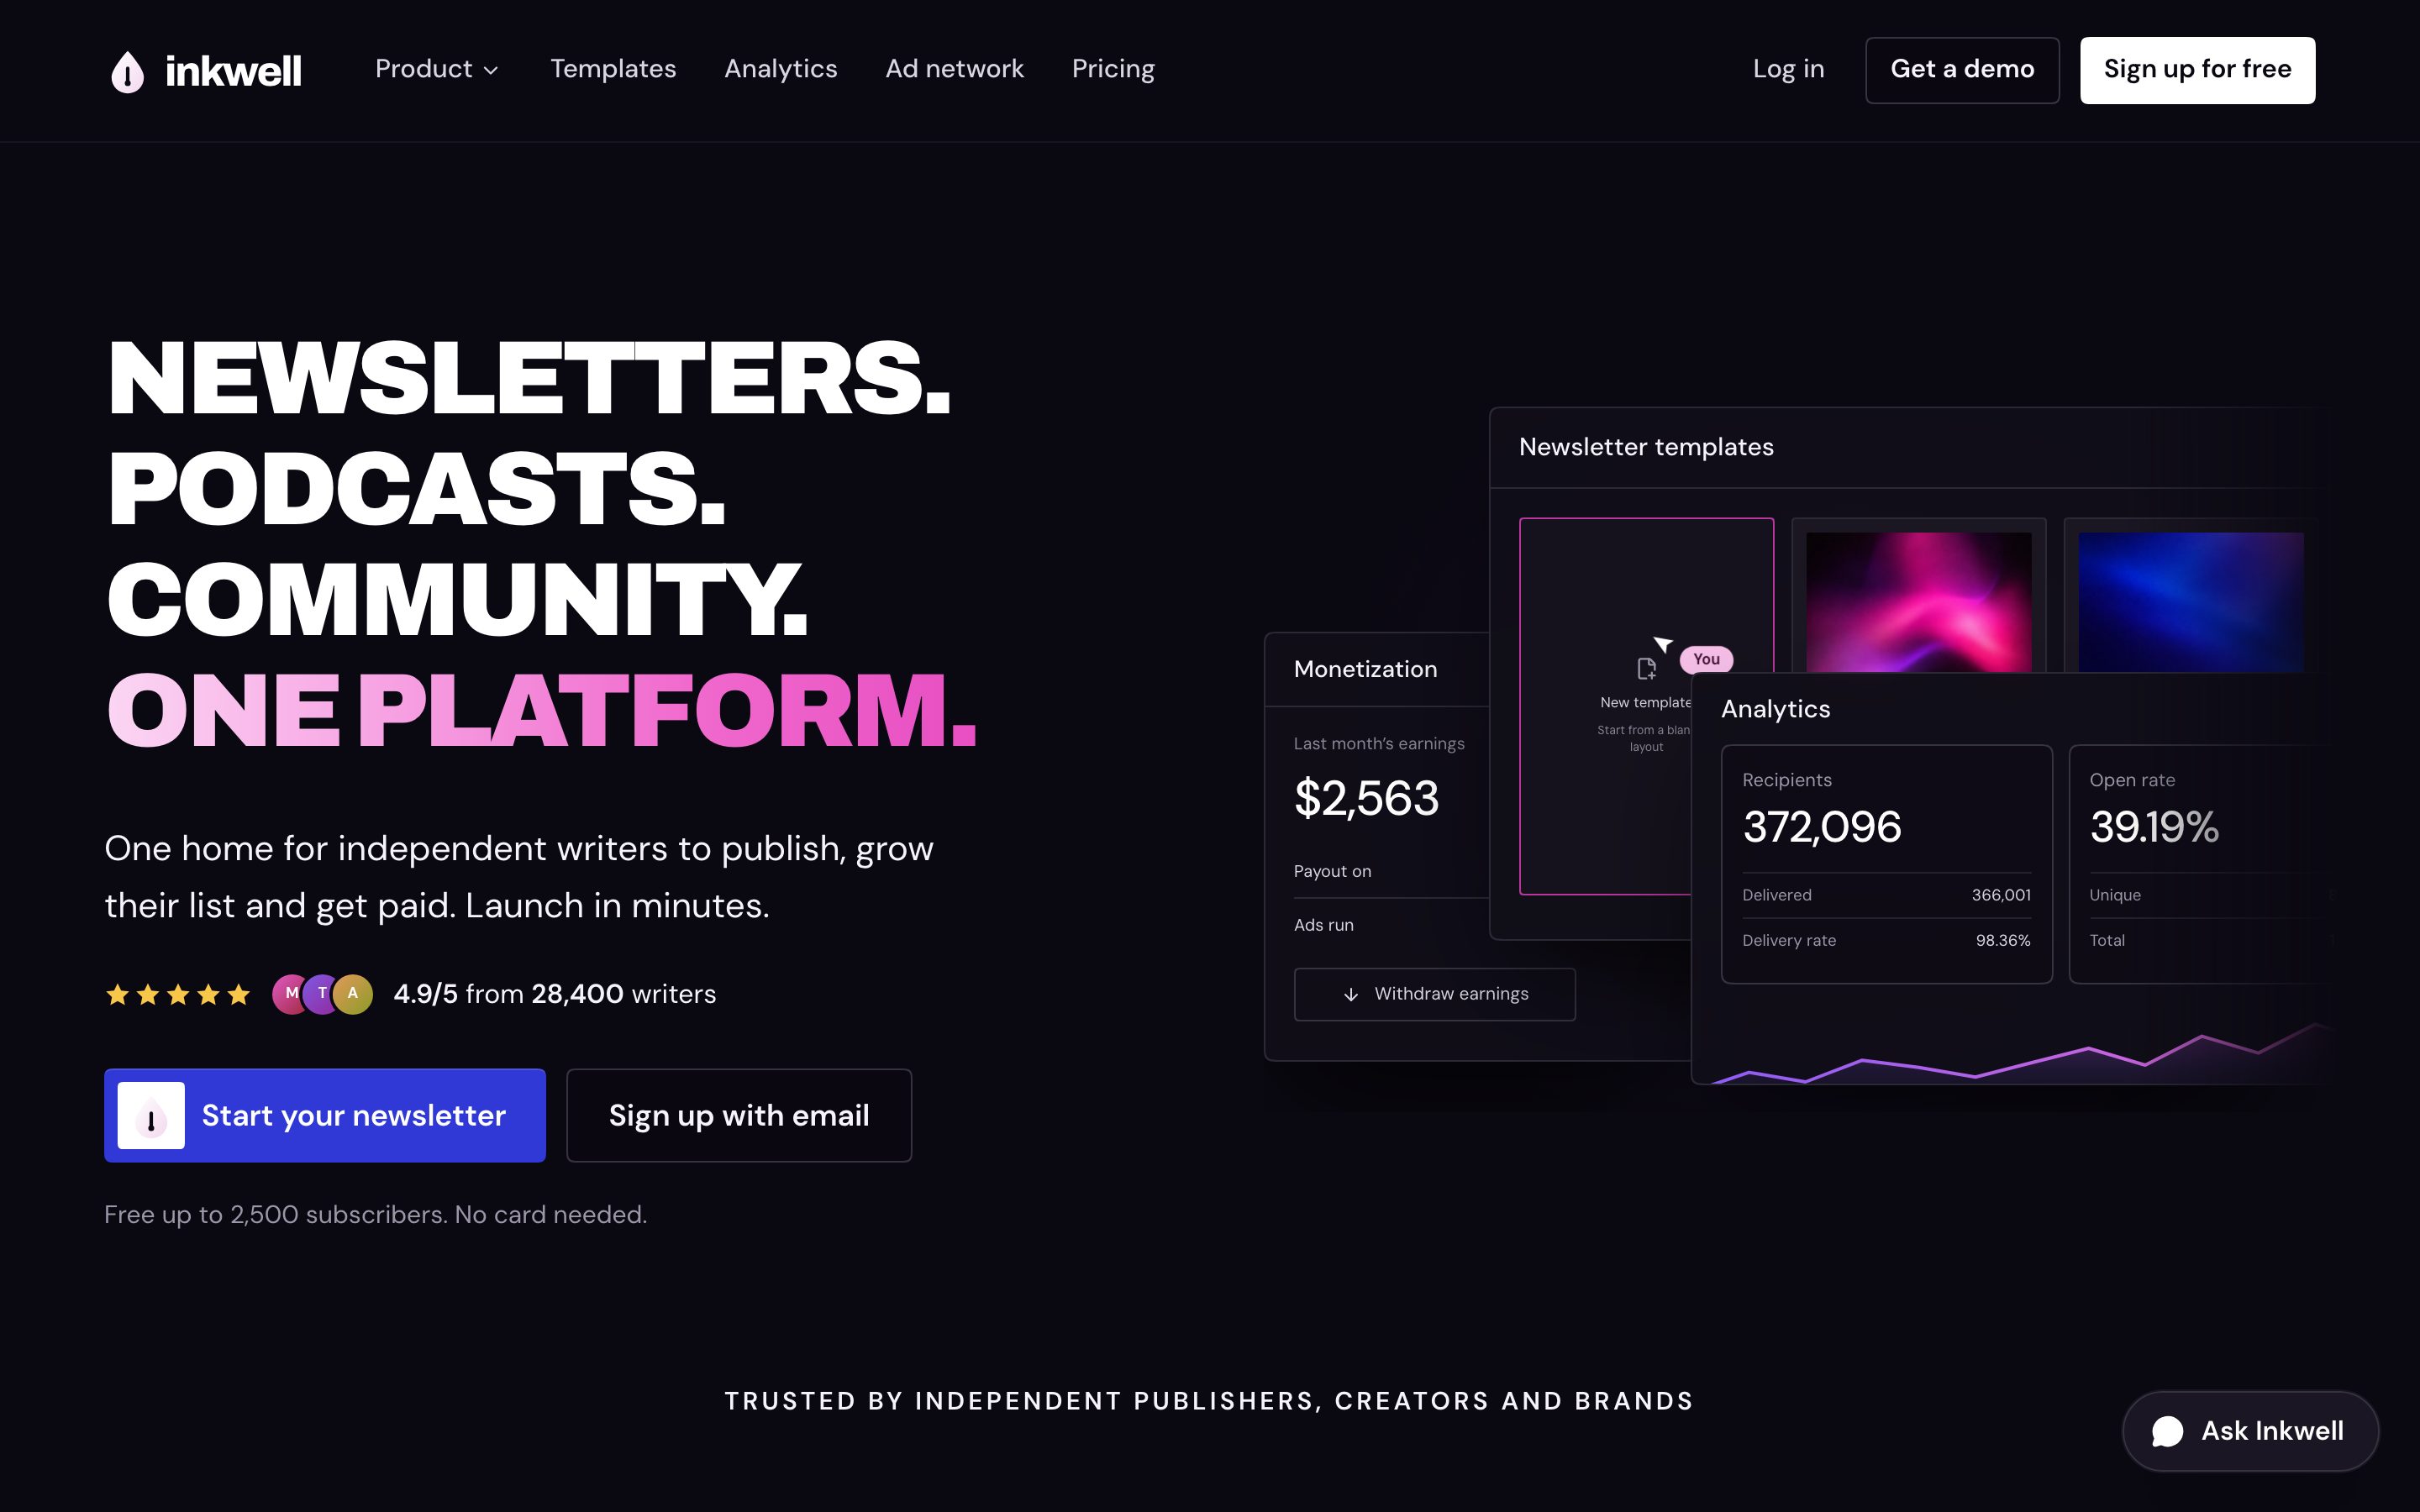 inkwell
Product
Templates
Analytics
Ad network
Pricing
Log in
Get a demo
Sign up for free
NEWSLETTERS.
PODCASTS.
COMMUNITY.
ONE PLATFORM.
One home for independent writers to publish, grow
their list and get paid. Launch in minutes.
M T A
4.9/5 from 28,400 writers
Start your newsletter
Sign up with email
Free up to 2,500 subscribers. No card needed.
Newsletter templates
You
New template
Start from a
layout
Monetization
Last month's earnings
$2,563
Payout on
Ads run
Withdraw earnings
Analytics
Recipients
372,096
Delivered 366,001
Delivery rate 98.36%
Open rate
39.19%
Unique
Total
TRUSTED BY INDEPENDENT PUBLISHERS, CREATORS AND BRANDS
Ask Inkwell